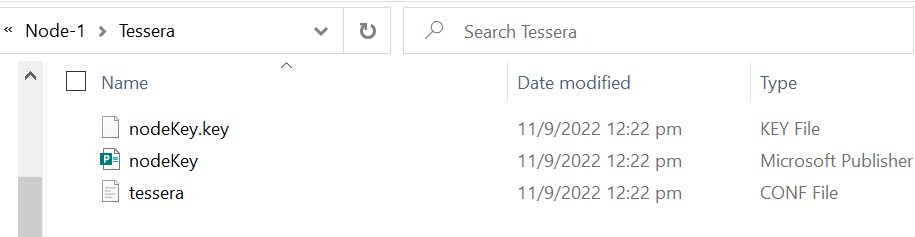 « Node-1 Tessera Search Tessera
Name Date modified Type
nodeKey.key 11/9/2022 12:22 pm KEY File
nodeKey 11/9/2022 12:22 pm Microsoft Publisher
tessera 11/9/2022 12:22 pm CONF File